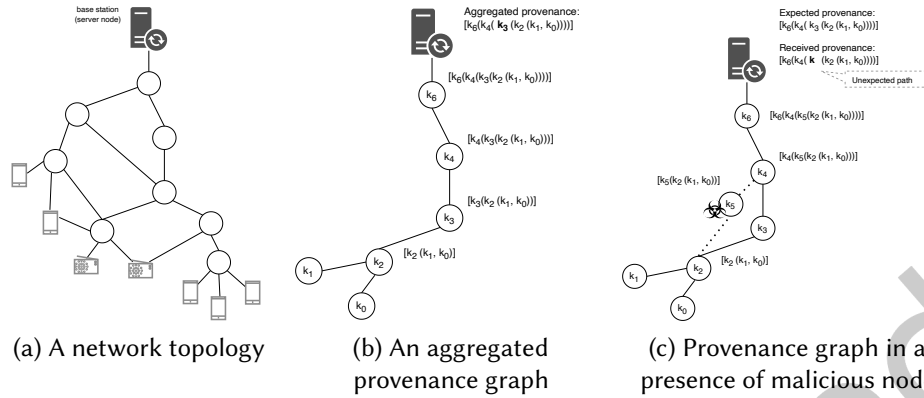 base station
(server node)
(a) A network topology
Aggregated provenance:
[k6(k4( k3 (k2 (k1, k0))))]
[k6(k4(k3(k2 (k1, k0))))]
k6
[k4(k3(k2 (k1, k0)))]
k4
[k3(k2 (k1, k0))]
k3
[k2 (k1, k0)]
k2
k1
k0
(b) An aggregated
provenance graph
Expected provenance:
[k6(k4( k3 (k2 (k1, k0))))]
Received provenance:
[k6(k4( k (k2 (k1, k0))))]
Unexpected path
[k6(k4(k5(k2 (k1, k0))))]
k6
[k4(k5(k2 (k1, k0)))]
k4
[k5(k2 (k1, k0))]
k5
k3
[k2 (k1, k0)]
k2
k1
k0
(c) Provenance graph in a
presence of malicious nod